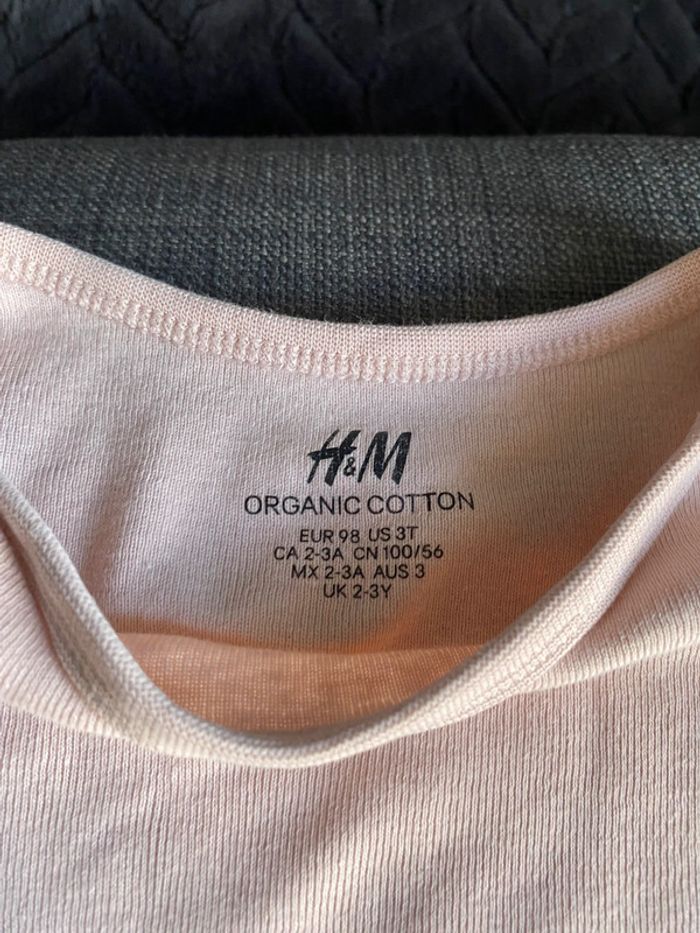 H&M
ORGANIC COTTON
EUR 98 US 3T
CA 2-3A CN 100/56
MX 2-3A AUS 3
UK 2-3Y